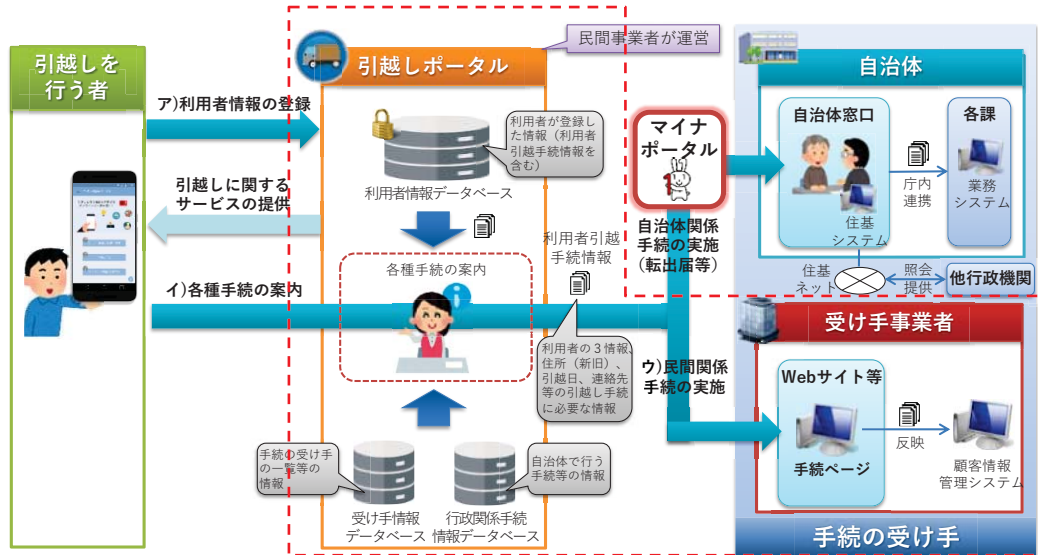 引越しを
行う者
ア)利用者情報の登録
引越しに関する
サービスの提供
イ)各種手続の案内
民間事業者が運営
引越しポータル
利用者が登録し
た情報（利用者
引越手続情報を
含む）
利用者情報データベース
各種手続の案内
利用者引越
手続情報
利用者の３情報、
住所（新旧）、
引越日、連絡先
等の引越し手続
に必要な情報
手続の受け手
の一覧等の
情報
受け手情報
データベース
自治体で行う
手続等の情報
行政関係手続
情報データベース
マイナ
ポータル
自治体関係
手続の実施
（転出届等）
ウ)民間関係
手続の実施
自治体
自治体窓口
住基
システム
庁内
連携
各課
業務
システム
住基
ネット
照会
提供
他行政機関
受け手事業者
Webサイト等
手続ページ
反映
顧客情報
管理システム
手続の受け手